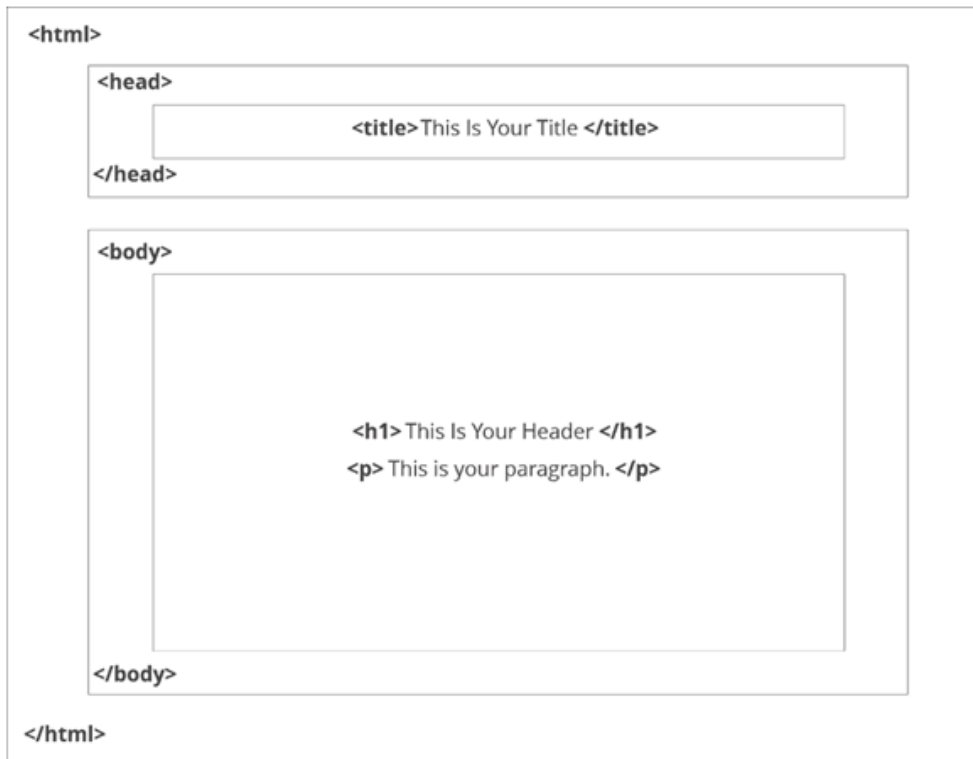 <html>
<head>
<title>This Is Your Title </title>
</head>
<body>
<h1> This Is Your Header </h1>
<p> This is your paragraph. </p>
</body>
</html>